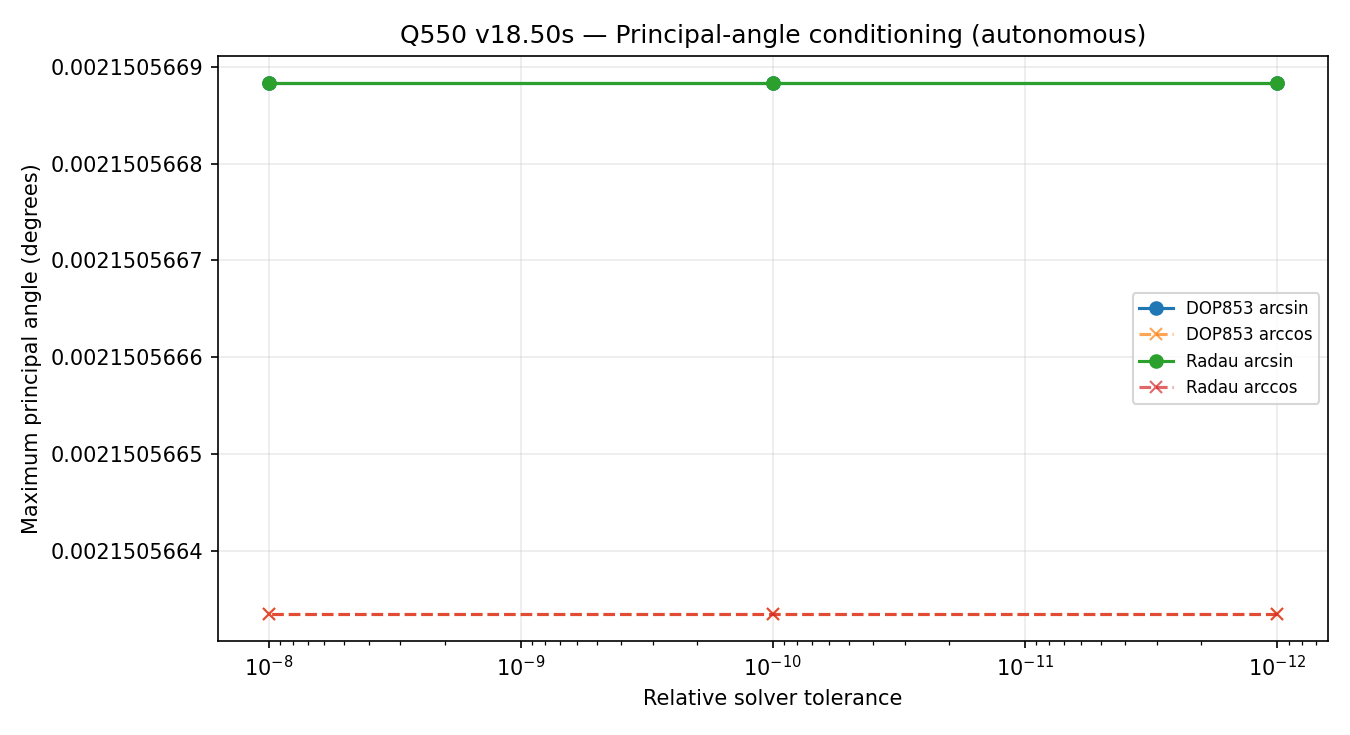 Q550 v18.50s — Principal-angle conditioning (autonomous)
Maximum principal angle (degrees)
0.0021505669
0.0021505668
0.0021505667
0.0021505666
0.0021505665
0.0021505664
DOP853 arcsin
DOP853 arccos
Radau arcsin
Radau arccos
10⁻⁸ 10⁻⁹ 10⁻¹⁰ 10⁻¹¹ 10⁻¹²
Relative solver tolerance